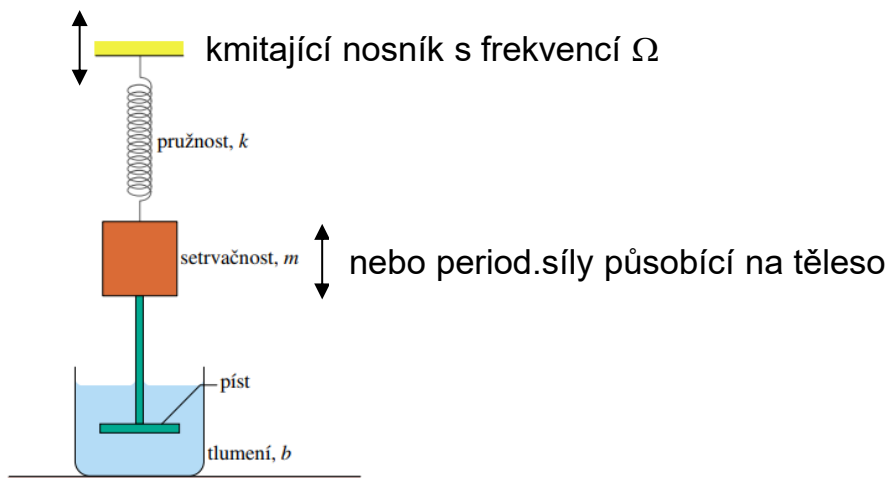 kmitající nosník s frekvencí Ω
pružnost, k
setrvačnost, m
nebo period.síly působící na těleso
píst
tlumení, b